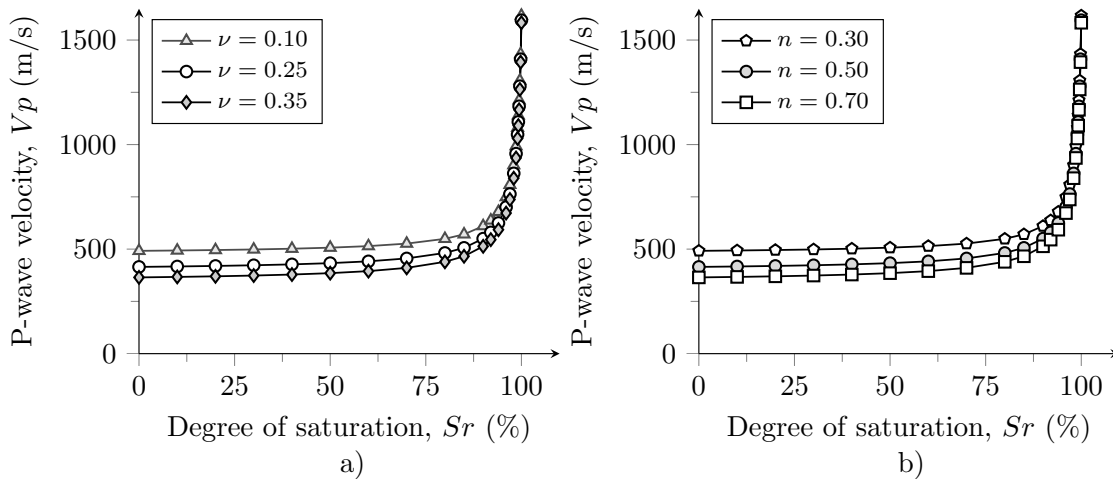 P-wave velocity, Vp (m/s)
1500
1000
500
0
ν = 0.10
ν = 0.25
ν = 0.35
0 25 50 75 100
Degree of saturation, Sr (%)
a)
P-wave velocity, Vp (m/s)
1500
1000
500
0
n = 0.30
n = 0.50
n = 0.70
0 25 50 75 100
Degree of saturation, Sr (%)
b)